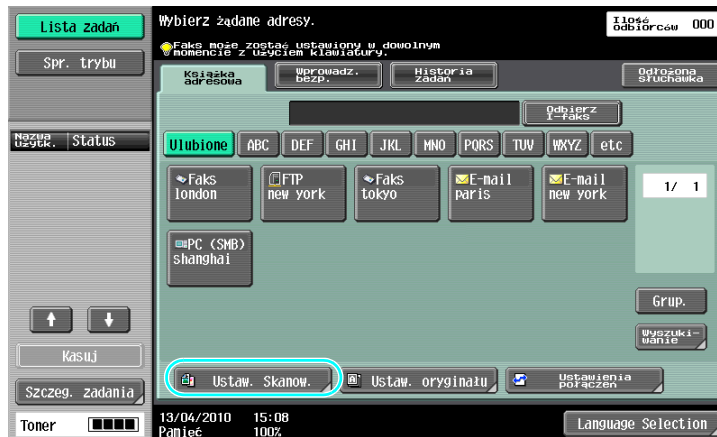 Lista zadań
Spr. trybu
Nazwa użytk.
Status
Kasuj
Szczeg. zadania
Toner
Wybierz żądane adresy.
Faks może zostać ustawiony w dowolnym
momencie z użyciem klawiatury.
Ilość
odbiorców
000
Książka
adresowa
Wprowadz.
bezp.
Historia
zadań
Odłożona
słuchawka
Odbierz
I-faks
Ulubione
ABC
DEF
GHI
JKL
MNO
PQRS
TUV
WXYZ
etc
Faks
london
FTP
new york
Faks
tokyo
E-mail
paris
E-mail
new york
1/ 1
PC (SMB)
shanghai
Grup.
Wyszuki-
wanie
Ustaw. Skanow.
Ustaw. oryginału
Ustawienia
połączeń
13/04/2010
15:08
Pamięć
100%
Language Selection